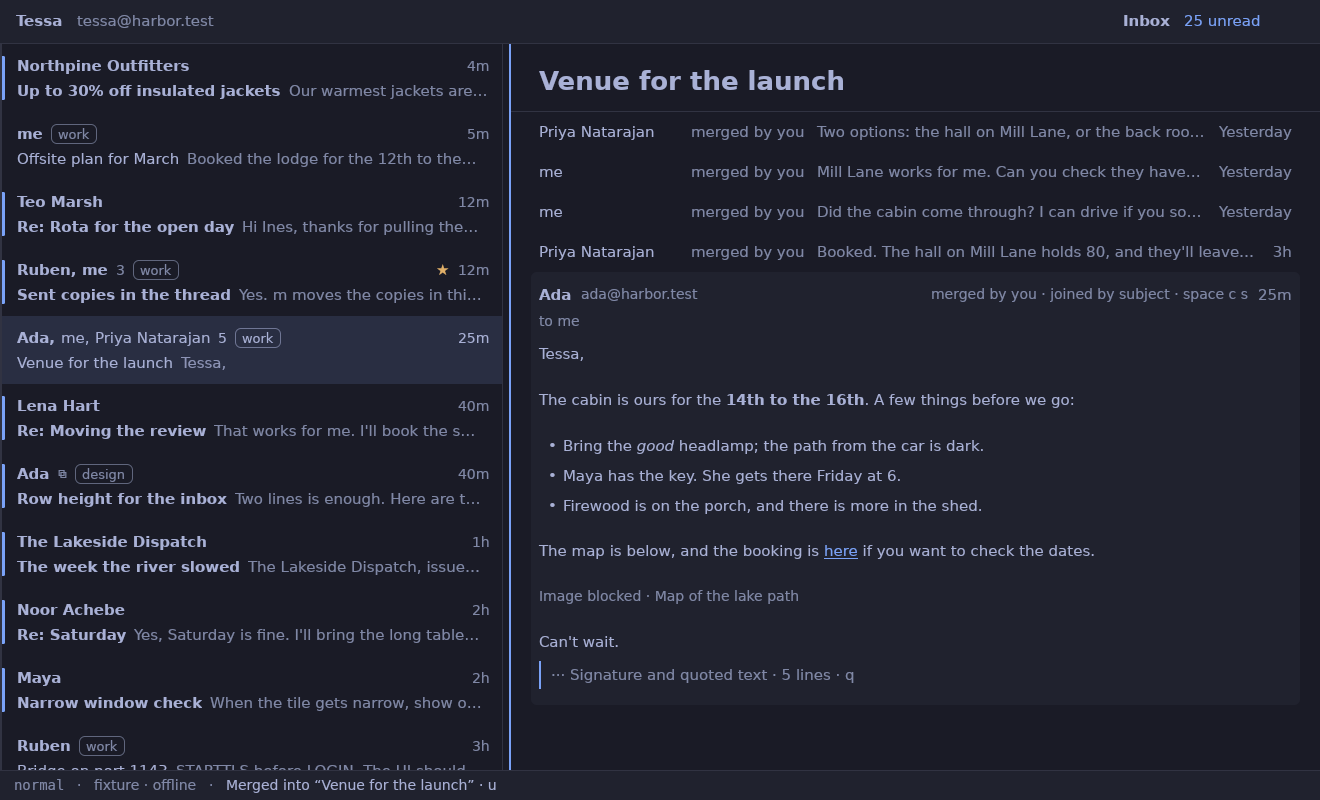 Tessa tessa@harbor.test Inbox 25 unread
Northpine Outfitters 4m
Up to 30% off insulated jackets Our warmest jackets are…
me work 5m
Offsite plan for March Booked the lodge for the 12th to the…
Teo Marsh 12m
Re: Rota for the open day Hi Ines, thanks for pulling the…
Ruben, me 3 work ★ 12m
Sent copies in the thread Yes. m moves the copies in thi…
Ada, me, Priya Natarajan 5 work 25m
Venue for the launch Tessa,
Lena Hart 40m
Re: Moving the review That works for me. I'll book the s…
Ada design 40m
Row height for the inbox Two lines is enough. Here are t…
The Lakeside Dispatch 1h
The week the river slowed The Lakeside Dispatch, issue…
Noor Achebe 2h
Re: Saturday Yes, Saturday is fine. I'll bring the long table…
Maya 2h
Narrow window check When the tile gets narrow, show o…
Ruben work 3h
Bridge on port 1143 STARTTLS before LOGIN. The UI should
Venue for the launch
Priya Natarajan merged by you Two options: the hall on Mill Lane, or the back roo… Yesterday
me merged by you Mill Lane works for me. Can you check they have… Yesterday
me merged by you Did the cabin come through? I can drive if you so… Yesterday
Priya Natarajan merged by you Booked. The hall on Mill Lane holds 80, and they'll leave… 3h
Ada ada@harbor.test merged by you · joined by subject · space c s 25m
to me
Tessa,
The cabin is ours for the 14th to the 16th. A few things before we go:
• Bring the good headlamp; the path from the car is dark.
• Maya has the key. She gets there Friday at 6.
• Firewood is on the porch, and there is more in the shed.
The map is below, and the booking is here if you want to check the dates.
Image blocked · Map of the lake path
Can't wait.
··· Signature and quoted text · 5 lines · q
normal · fixture · offline · Merged into “Venue for the launch” · u